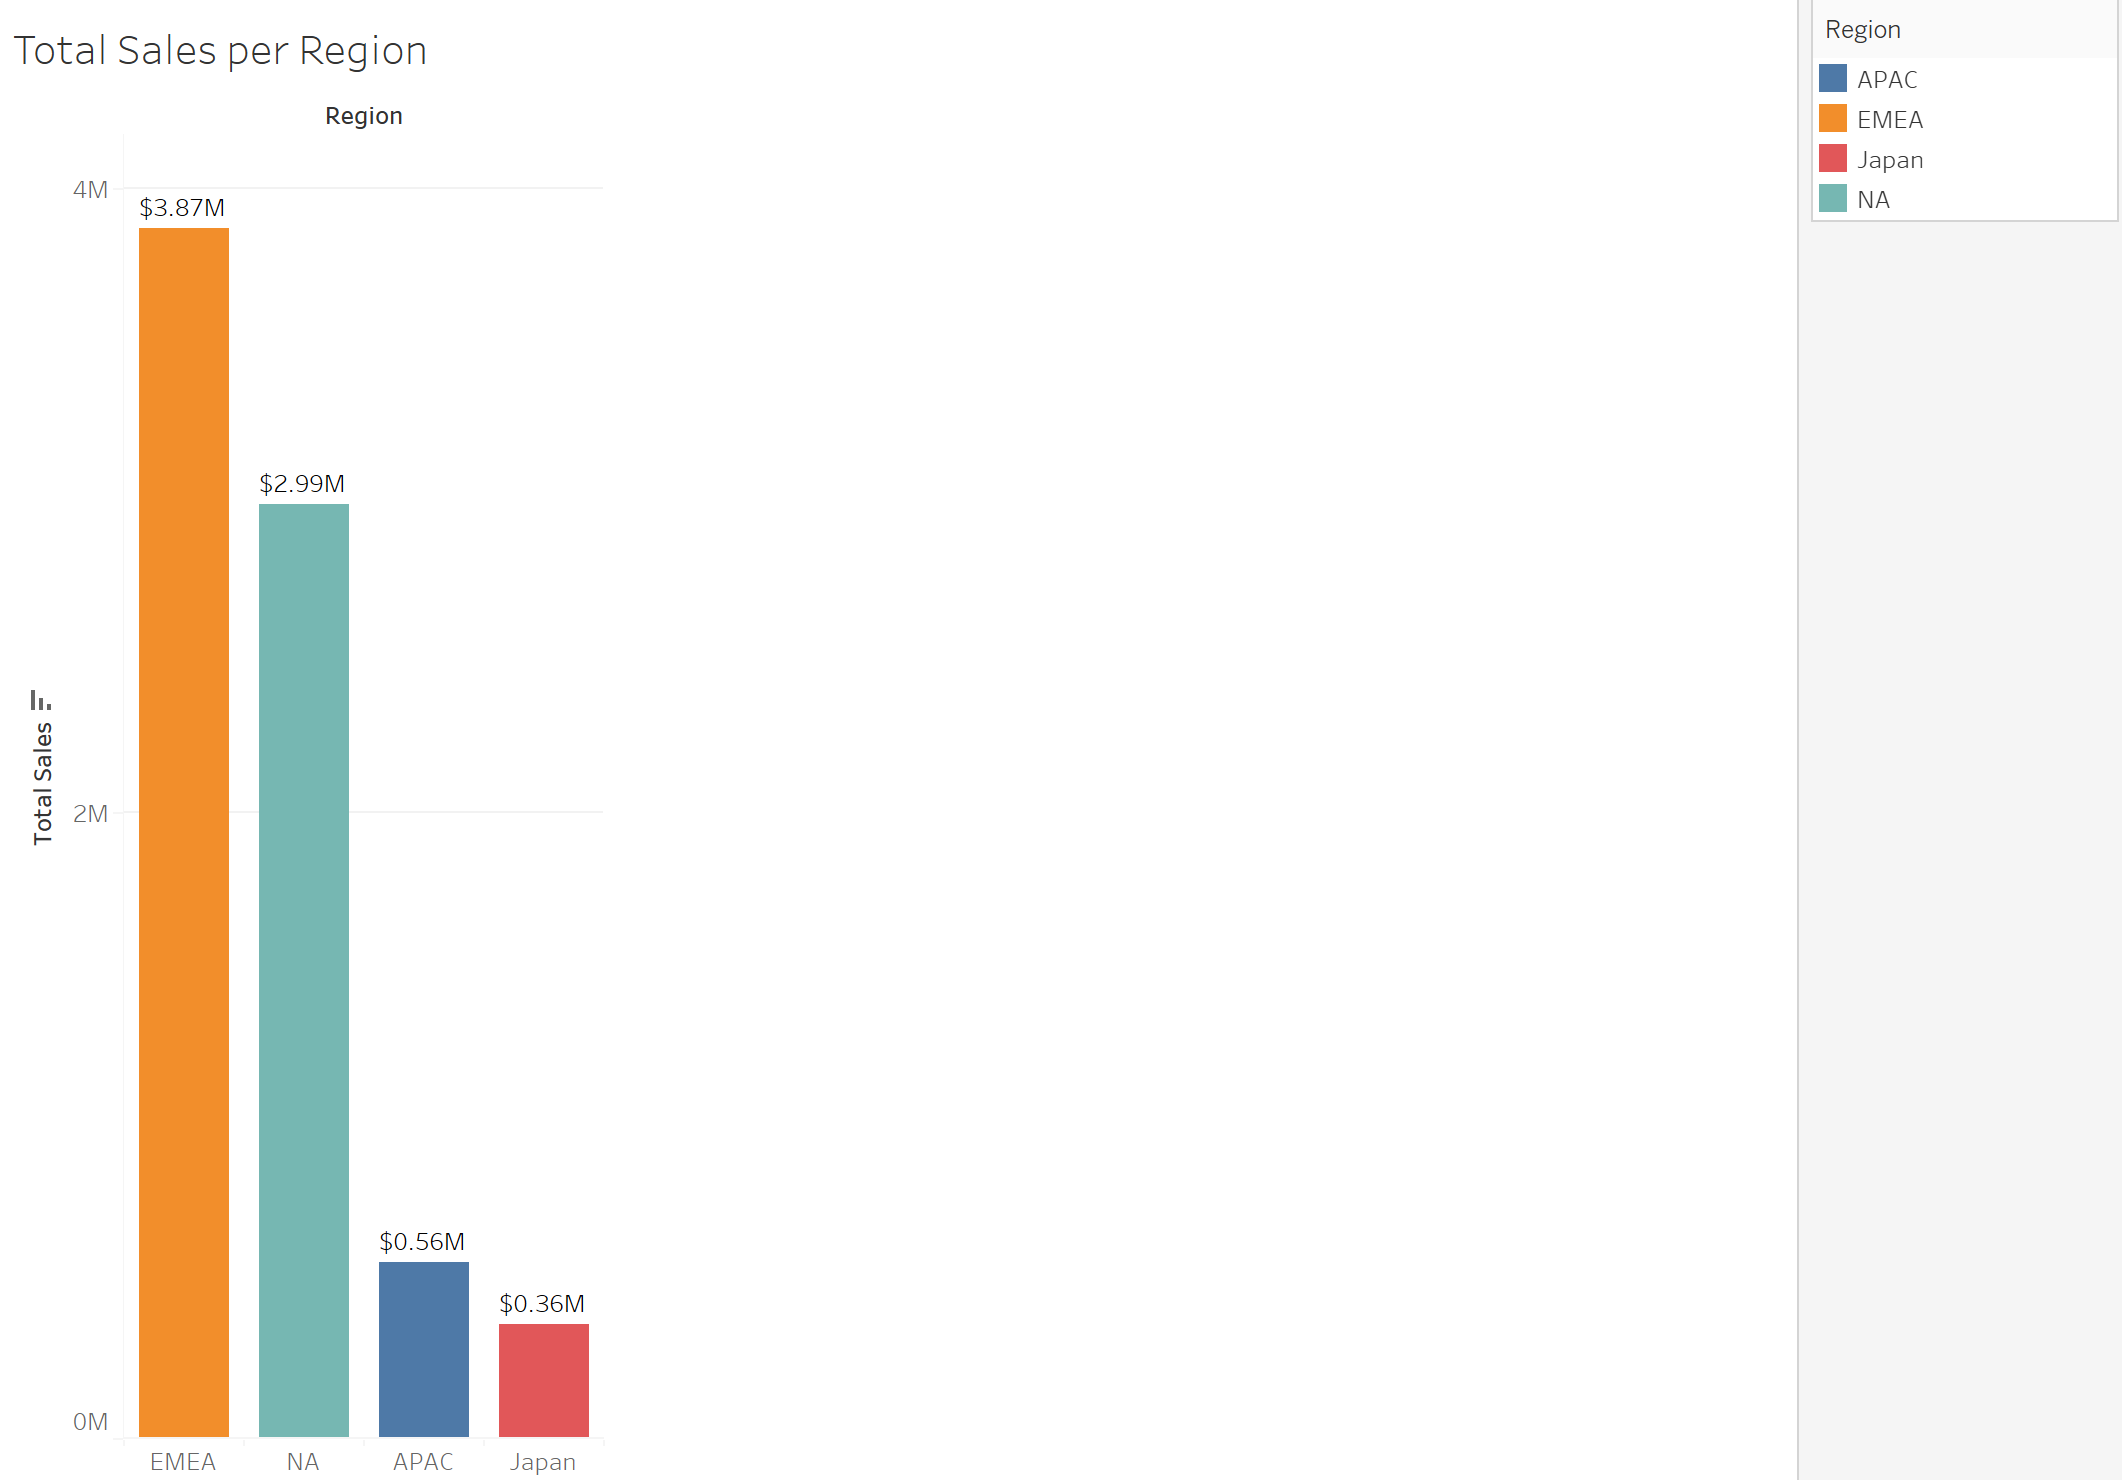 Total Sales per Region
Region
4M
2M
0M
Total Sales
$3.87M
$2.99M
$0.56M
$0.36M
EMEA
NA
APAC
Japan
Region
APAC
EMEA
Japan
NA